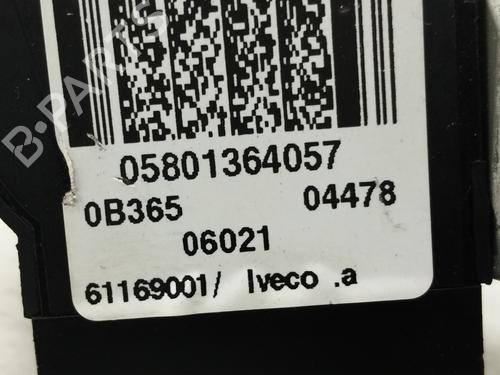 B-PARTS
05801364057
0B365 04478
06021
61169001/ Iveco .a